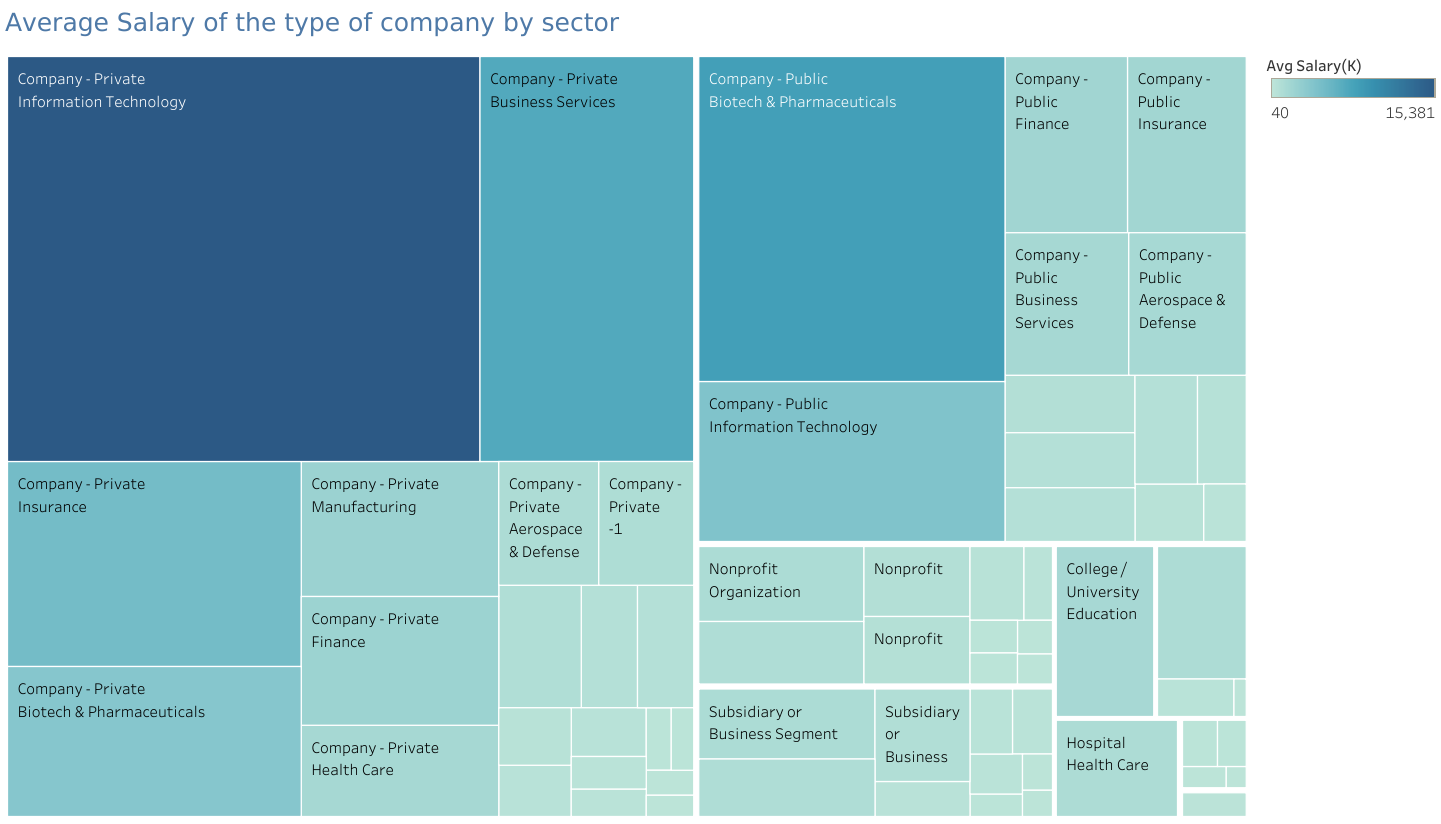 Average Salary of the type of company by sector
Company - Private
Information Technology
Company - Private
Business Services
Company - Public
Biotech & Pharmaceuticals
Company -
Public
Finance
Company -
Public
Insurance
Avg Salary(K)
40
15,381
Company -
Public
Business
Services
Company -
Public
Aerospace &
Defense
Company - Public
Information Technology
Company - Private
Insurance
Company - Private
Manufacturing
Company -
Private
Aerospace
& Defense
Company -
Private
-1
Company - Private
Finance
Company - Private
Biotech & Pharmaceuticals
Company - Private
Health Care
Nonprofit
Organization
Nonprofit
Nonprofit
College /
University
Education
Subsidiary or
Business Segment
Subsidiary
or
Business
Hospital
Health Care